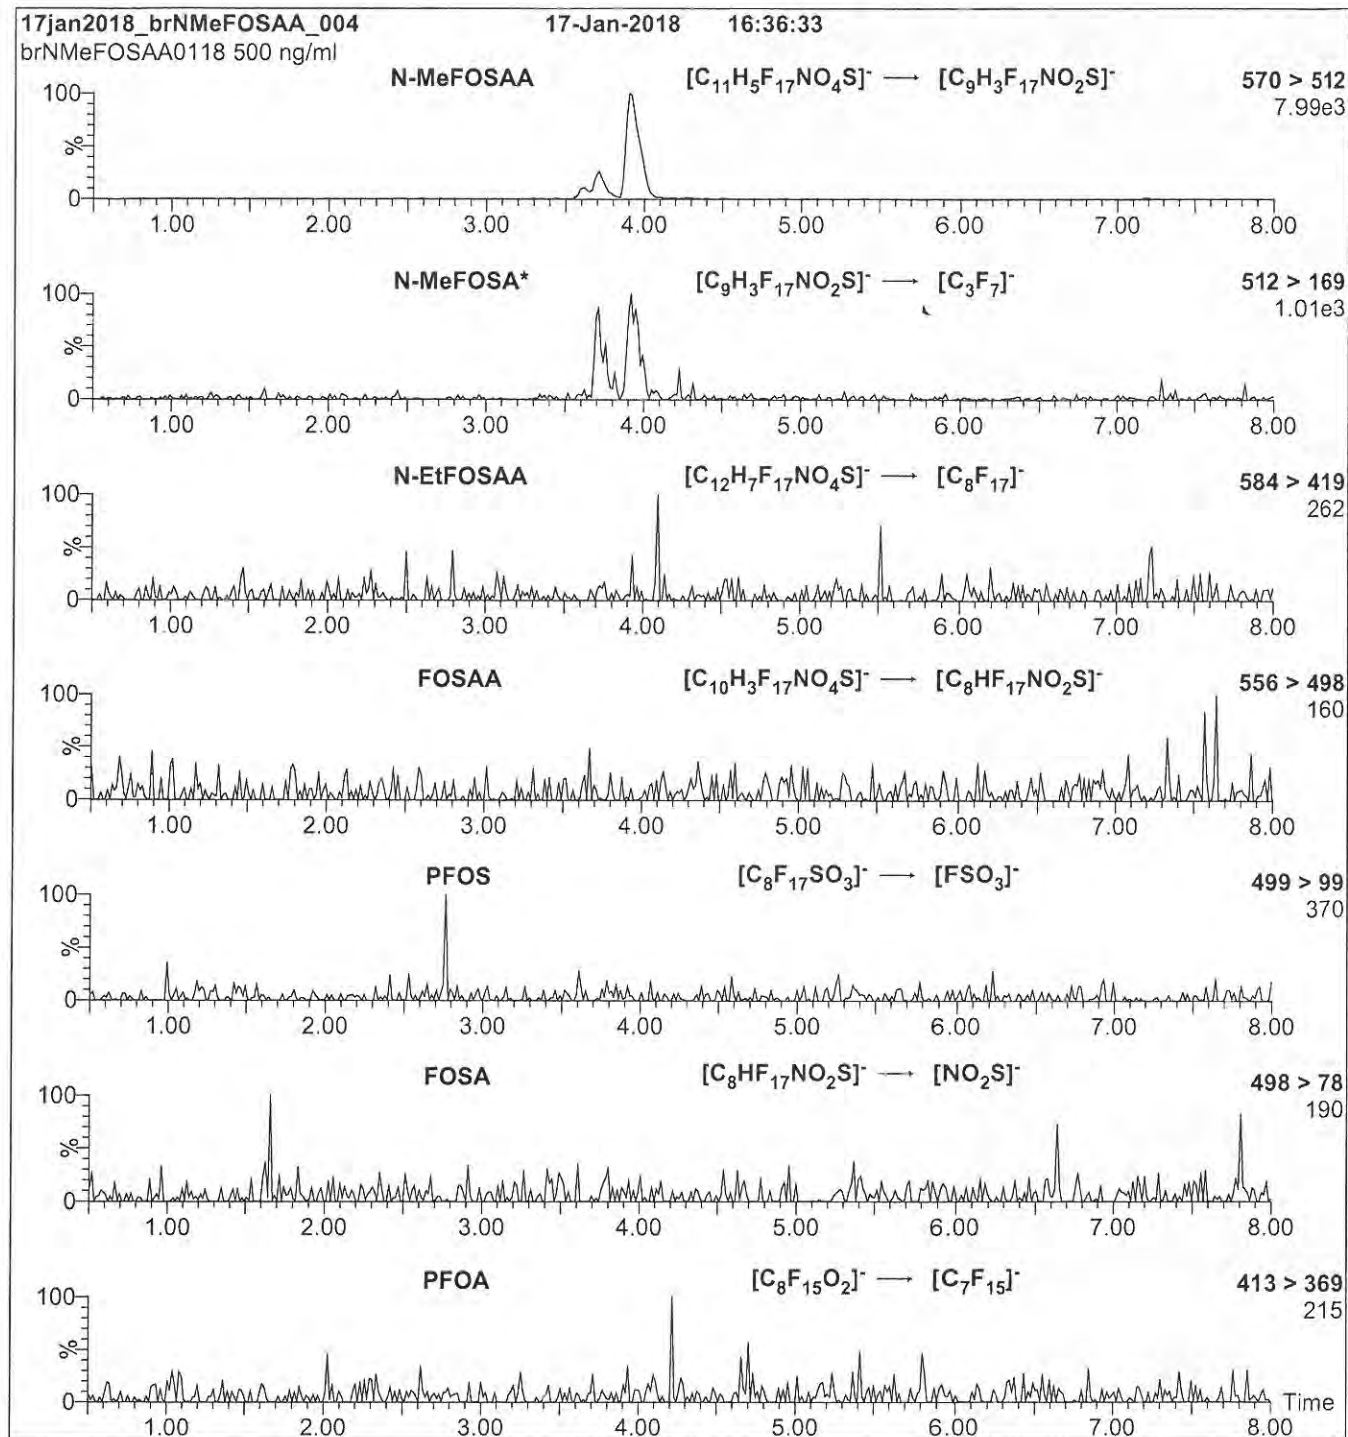 17jan2018_brNMeFOSAA_004 17-Jan-2018 16:36:33
brNMeFOSAA0118 500 ng/ml
N-MeFOSAA [C₁₁H₅F₁₇NO₄S]⁻ ⟶ [C₉H₃F₁₇NO₂S]⁻ 570 > 512
7.99e3
100
%
0
1.00 2.00 3.00 4.00 5.00 6.00 7.00 8.00
N-MeFOSA* [C₉H₃F₁₇NO₂S]⁻ ⟶ [C₃F₇]⁻ 512 > 169
1.01e3
100
%
0
1.00 2.00 3.00 4.00 5.00 6.00 7.00 8.00
N-EtFOSAA [C₁₂H₇F₁₇NO₄S]⁻ ⟶ [C₈F₁₇]⁻ 584 > 419
262
100
%
0
1.00 2.00 3.00 4.00 5.00 6.00 7.00 8.00
FOSAA [C₁₀H₃F₁₇NO₄S]⁻ ⟶ [C₈HF₁₇NO₂S]⁻ 556 > 498
160
100
%
0
1.00 2.00 3.00 4.00 5.00 6.00 7.00 8.00
PFOS [C₈F₁₇SO₃]⁻ ⟶ [FSO₃]⁻ 499 > 99
370
100
%
0
1.00 2.00 3.00 4.00 5.00 6.00 7.00 8.00
FOSA [C₈HF₁₇NO₂S]⁻ ⟶ [NO₂S]⁻ 498 > 78
190
100
%
0
1.00 2.00 3.00 4.00 5.00 6.00 7.00 8.00
PFOA [C₈F₁₅O₂]⁻ ⟶ [C₇F₁₅]⁻ 413 > 369
215
100
%
0
Time
1.00 2.00 3.00 4.00 5.00 6.00 7.00 8.00